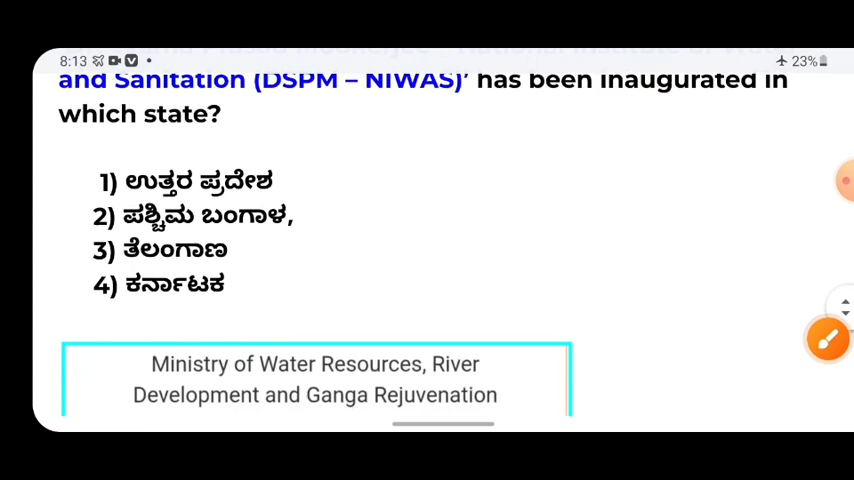 8:13
23%
and Sanitation (DSPM – NIWAS)’ has been inaugurated in
which state?
1) ಉತ್ತರ ಪ್ರದೇಶ
2) ಪಶ್ಚಿಮ ಬಂಗಾಳ,
3) ತೆಲಂಗಾಣ
4) ಕರ್ನಾಟಕ
Ministry of Water Resources, River
Development and Ganga Rejuvenation